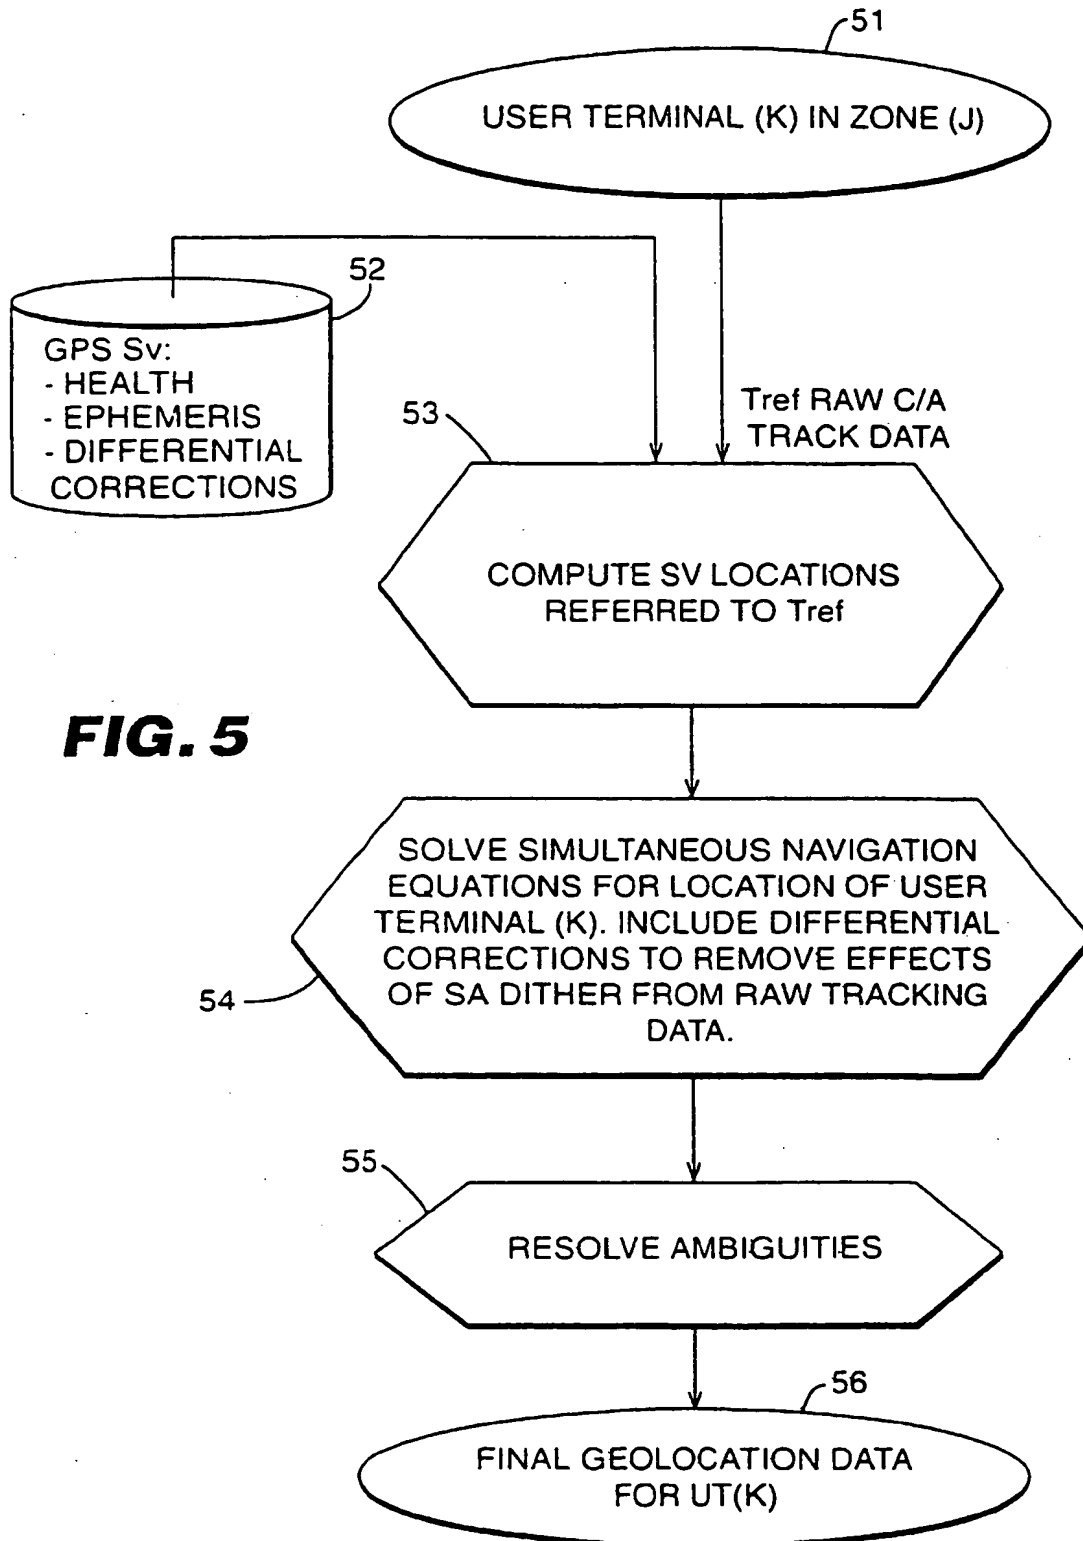 51
USER TERMINAL (K) IN ZONE (J)
52
GPS Sv:
- HEALTH
- EPHEMERIS
- DIFFERENTIAL
CORRECTIONS
Tref RAW C/A
TRACK DATA
53
COMPUTE SV LOCATIONS
REFERRED TO Tref
FIG. 5
SOLVE SIMULTANEOUS NAVIGATION
EQUATIONS FOR LOCATION OF USER
TERMINAL (K). INCLUDE DIFFERENTIAL
CORRECTIONS TO REMOVE EFFECTS
OF SA DITHER FROM RAW TRACKING
DATA.
54
55
RESOLVE AMBIGUITIES
56
FINAL GEOLOCATION DATA
FOR UT(K)